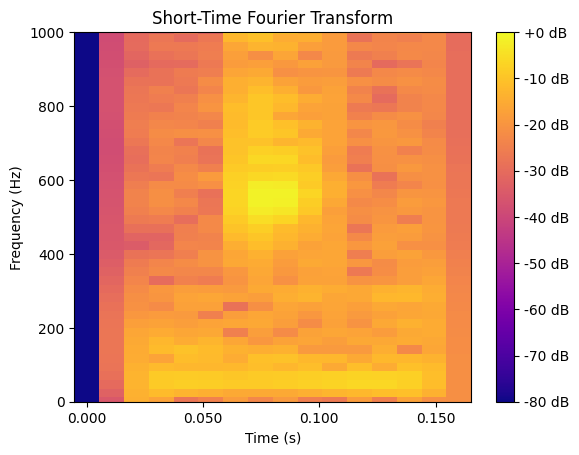 Short-Time Fourier Transform
1000
800
600
400
200
0
Frequency (Hz)
0.000
0.050
0.100
0.150
Time (s)
+0 dB
-10 dB
-20 dB
-30 dB
-40 dB
-50 dB
-60 dB
-70 dB
-80 dB